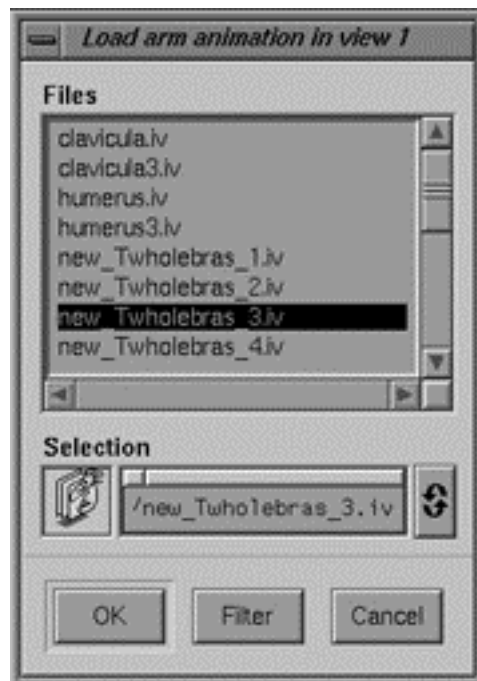 Load arm animation in view 1
Files
clavicula.iv
clavicula3.iv
humerus.iv
humerus3.iv
new_Twholebras_1.iv
new_Twholebras_2.iv
new_Twholebras_3.iv
new_Twholebras_4.iv
Selection
/new_Twholebras_3.iv
OK Filter Cancel